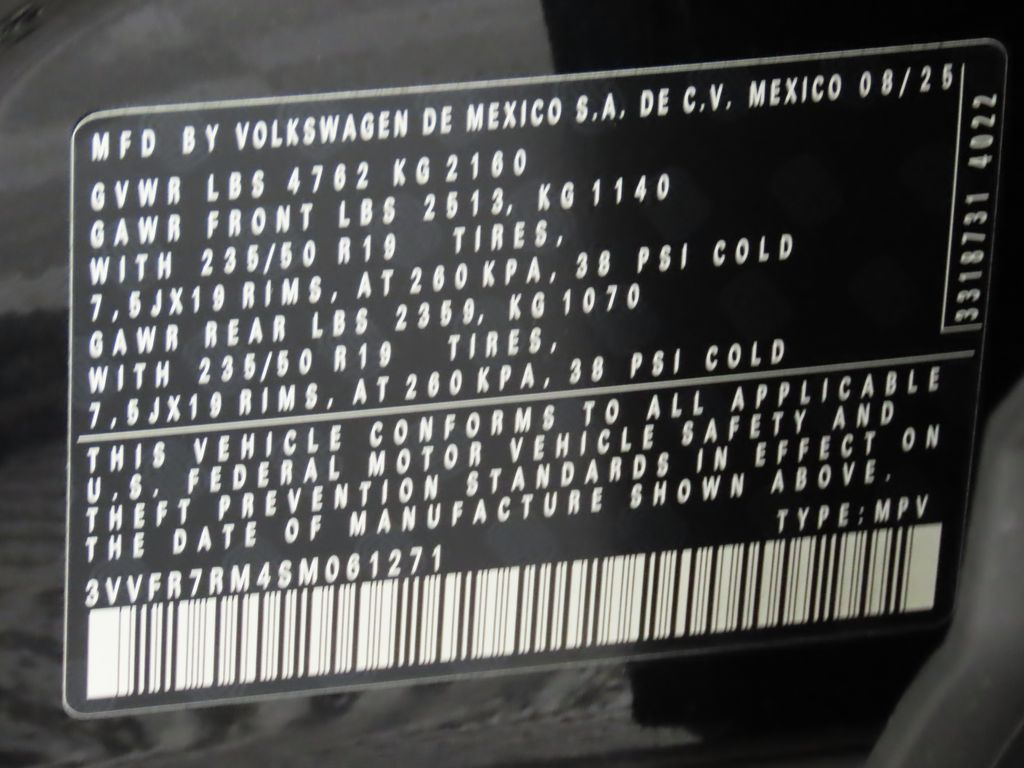 MFD BY VOLKSWAGEN DE MEXICO S.A. DE C.V. MEXICO 08/25
GVWR LBS 4762 KG 2160
GAWR FRONT LBS 2513, KG 1140
WITH 235/50 R19 TIRES,
7,5JX19 RIMS, AT 260 KPA, 38 PSI COLD
GAWR REAR LBS 2359, KG 1070
WITH 235/50 R19 TIRES,
7,5JX19 RIMS, AT 260 KPA, 38 PSI COLD
THIS VEHICLE CONFORMS TO ALL APPLICABLE
U.S. FEDERAL MOTOR VEHICLE SAFETY AND
THEFT PREVENTION STANDARDS IN EFFECT ON
THE DATE OF MANUFACTURE SHOWN ABOVE.
TYPE: MPV
3VVFR7RM4SM061271
3318731 4022